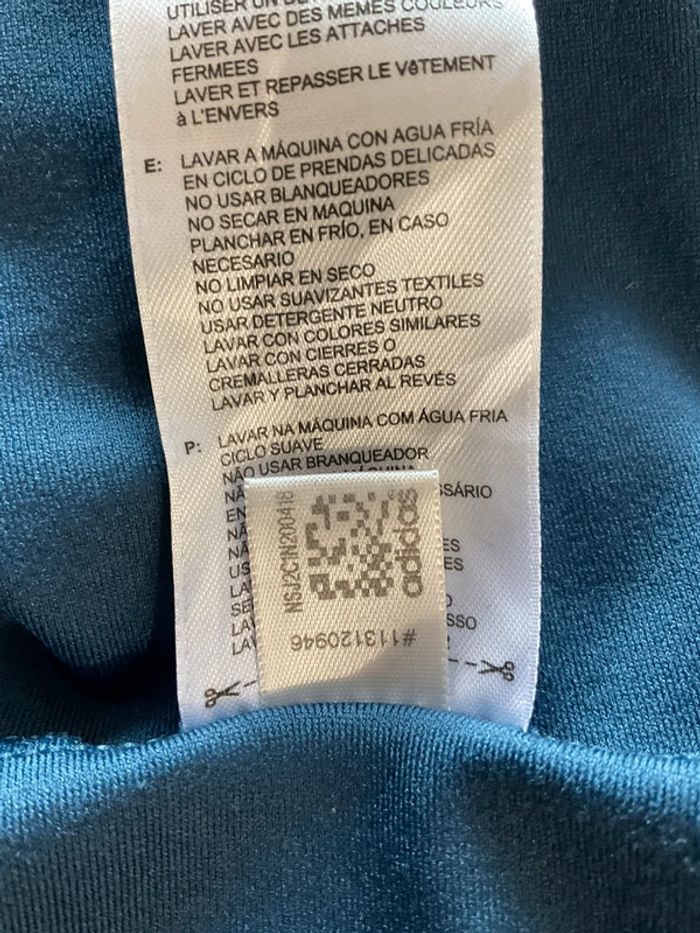 UTILISER UN
LAVER AVEC DES MEMES COULEURS
LAVER AVEC LES ATTACHES
FERMEES
LAVER ET REPASSER LE VêTEMENT
à L'ENVERS
E: LAVAR A MÁQUINA CON AGUA FRÍA
EN CICLO DE PRENDAS DELICADAS
NO USAR BLANQUEADORES
NO SECAR EN MAQUINA
PLANCHAR EN FRÍO, EN CASO
NECESARIO
NO LIMPIAR EN SECO
NO USAR SUAVIZANTES TEXTILES
USAR DETERGENTE NEUTRO
LAVAR CON COLORES SIMILARES
LAVAR CON CIERRES O
CREMALLERAS CERRADAS
LAVAR Y PLANCHAR AL REVÉS
P: LAVAR NA MÁQUINA COM ÁGUA FRIA
CICLO SUAVE
NÃO USAR BRANQUEADOR
N6J2C1N200418
adidas
#113120946